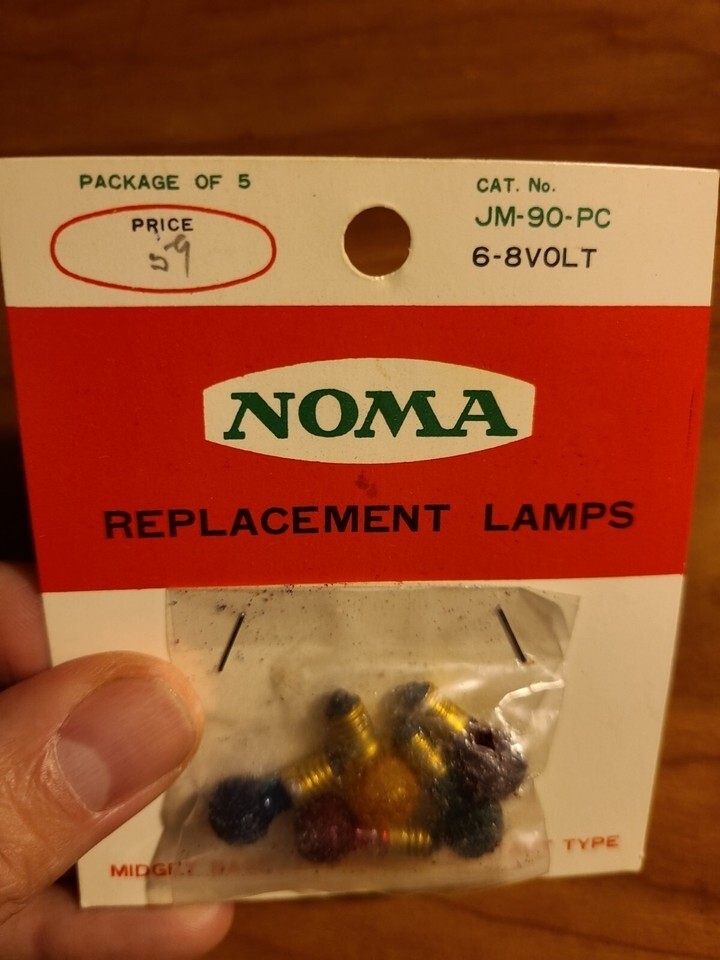 PACKAGE OF 5
PRICE
59
CAT. No.
JM-90-PC
6-8VOLT
NOMA
REPLACEMENT LAMPS
TYPE